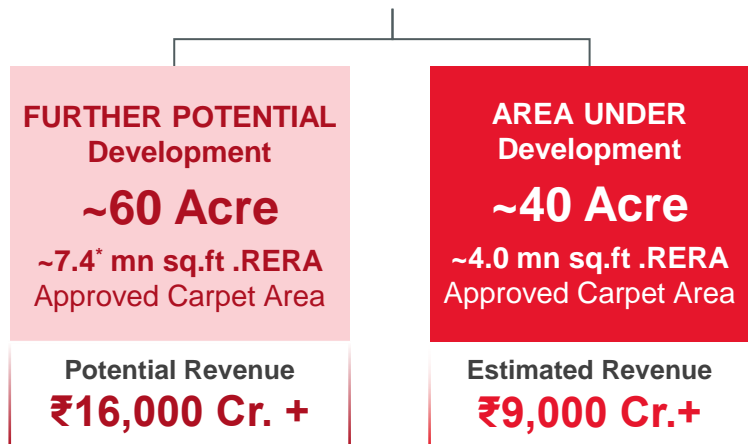 FURTHER POTENTIAL
Development
~60 Acre
~7.4* mn sq.ft .RERA
Approved Carpet Area
Potential Revenue
₹16,000 Cr. +
AREA UNDER
Development
~40 Acre
~4.0 mn sq.ft .RERA
Approved Carpet Area
Estimated Revenue
₹9,000 Cr.+